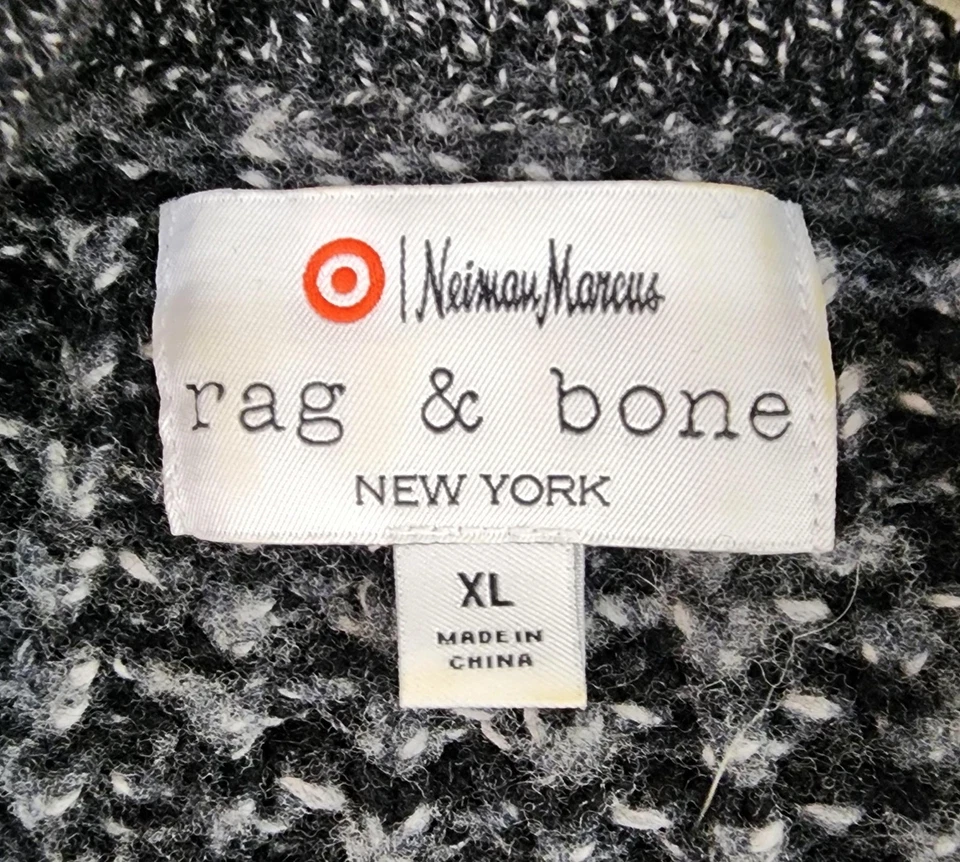 Neiman Marcus
rag & bone
NEW YORK
XL
MADE IN
CHINA